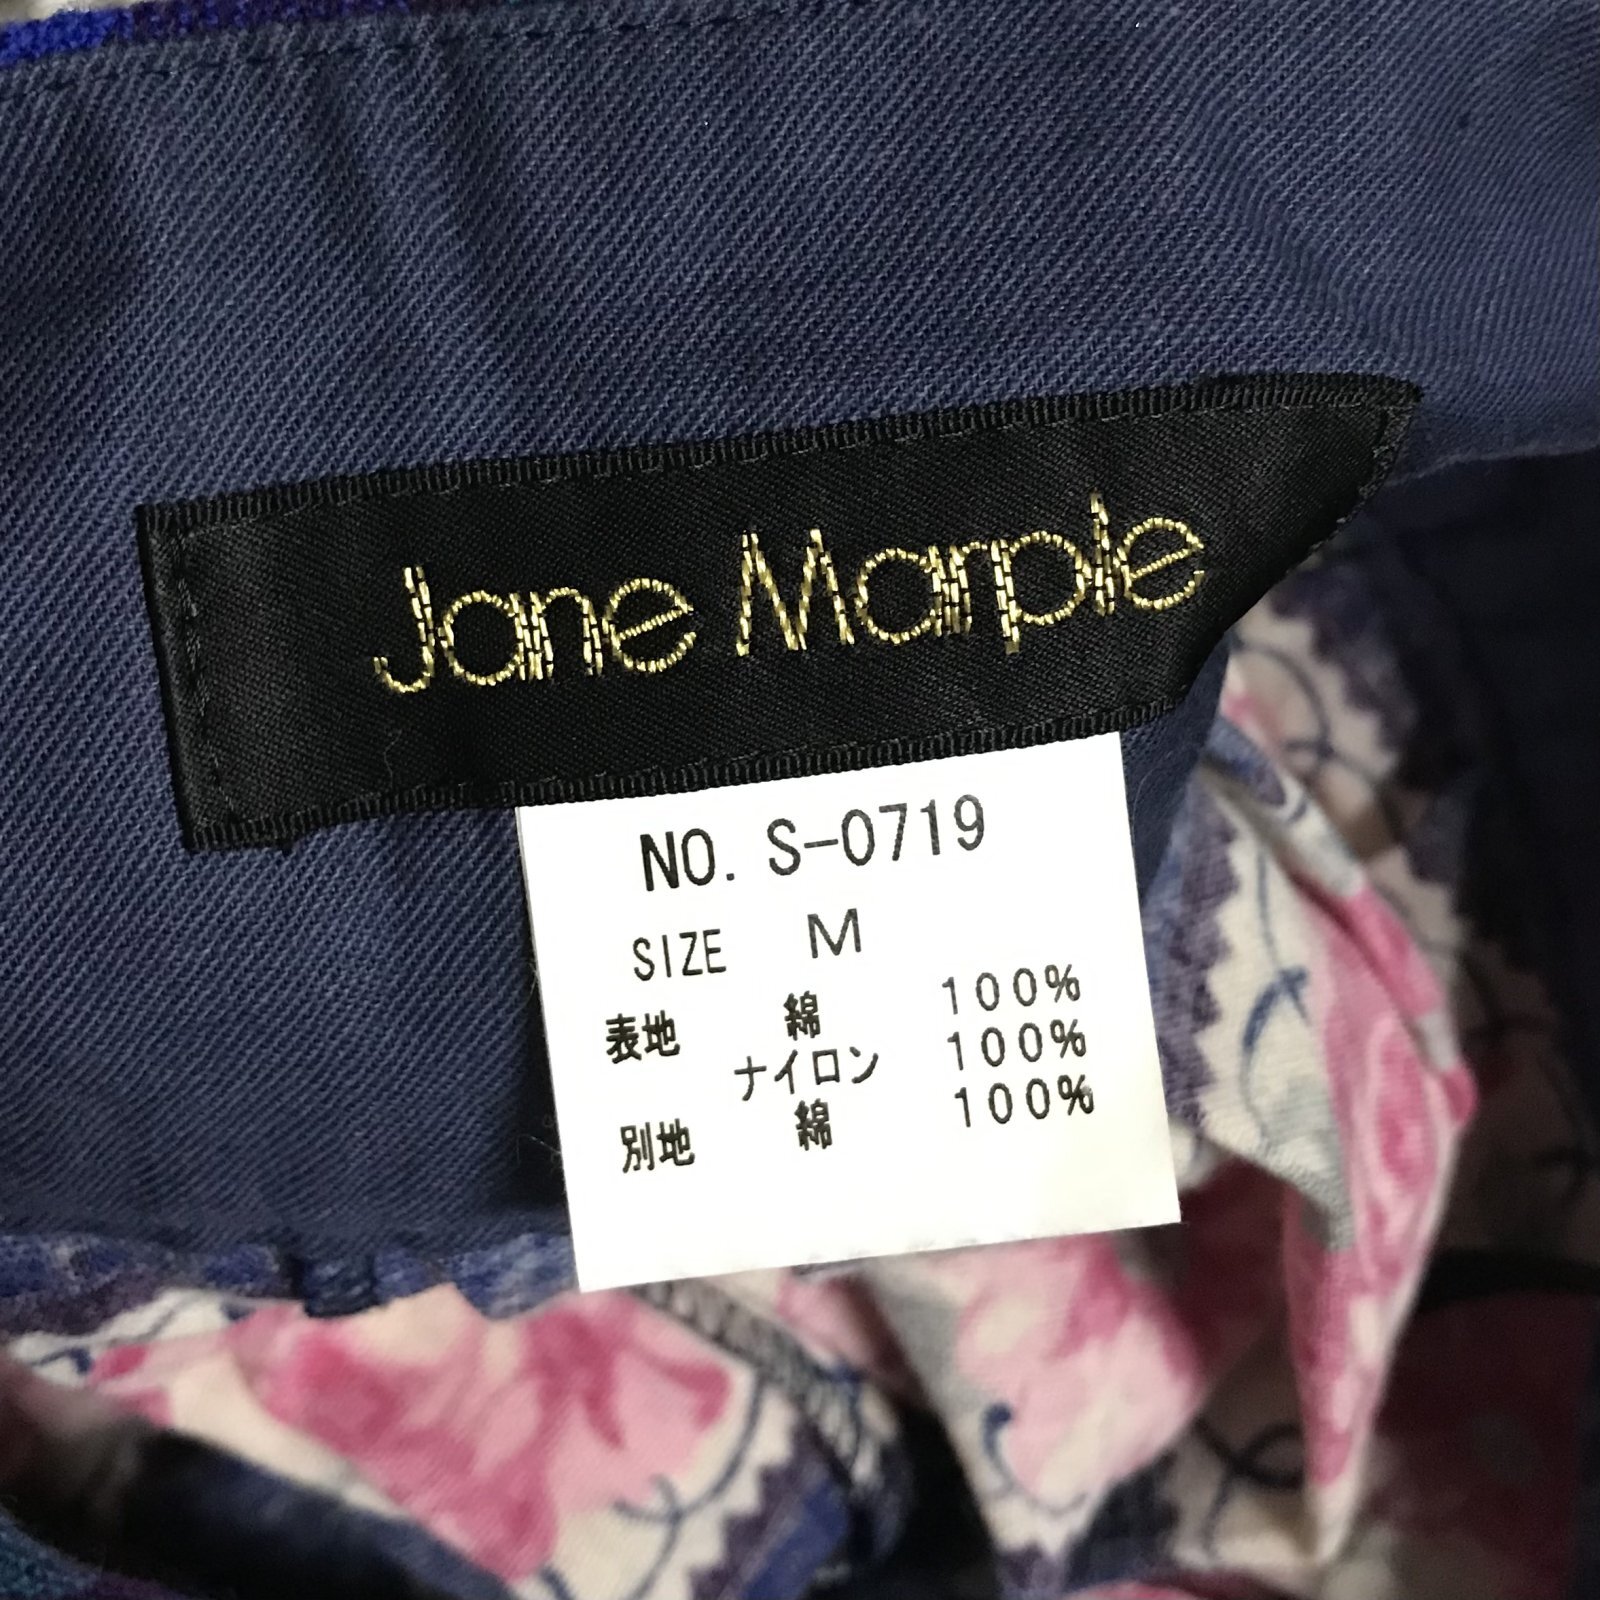 Jane Marple
NO. S-0719
SIZE M
表地 綿 100%
ナイロン 100%
別地 綿 100%